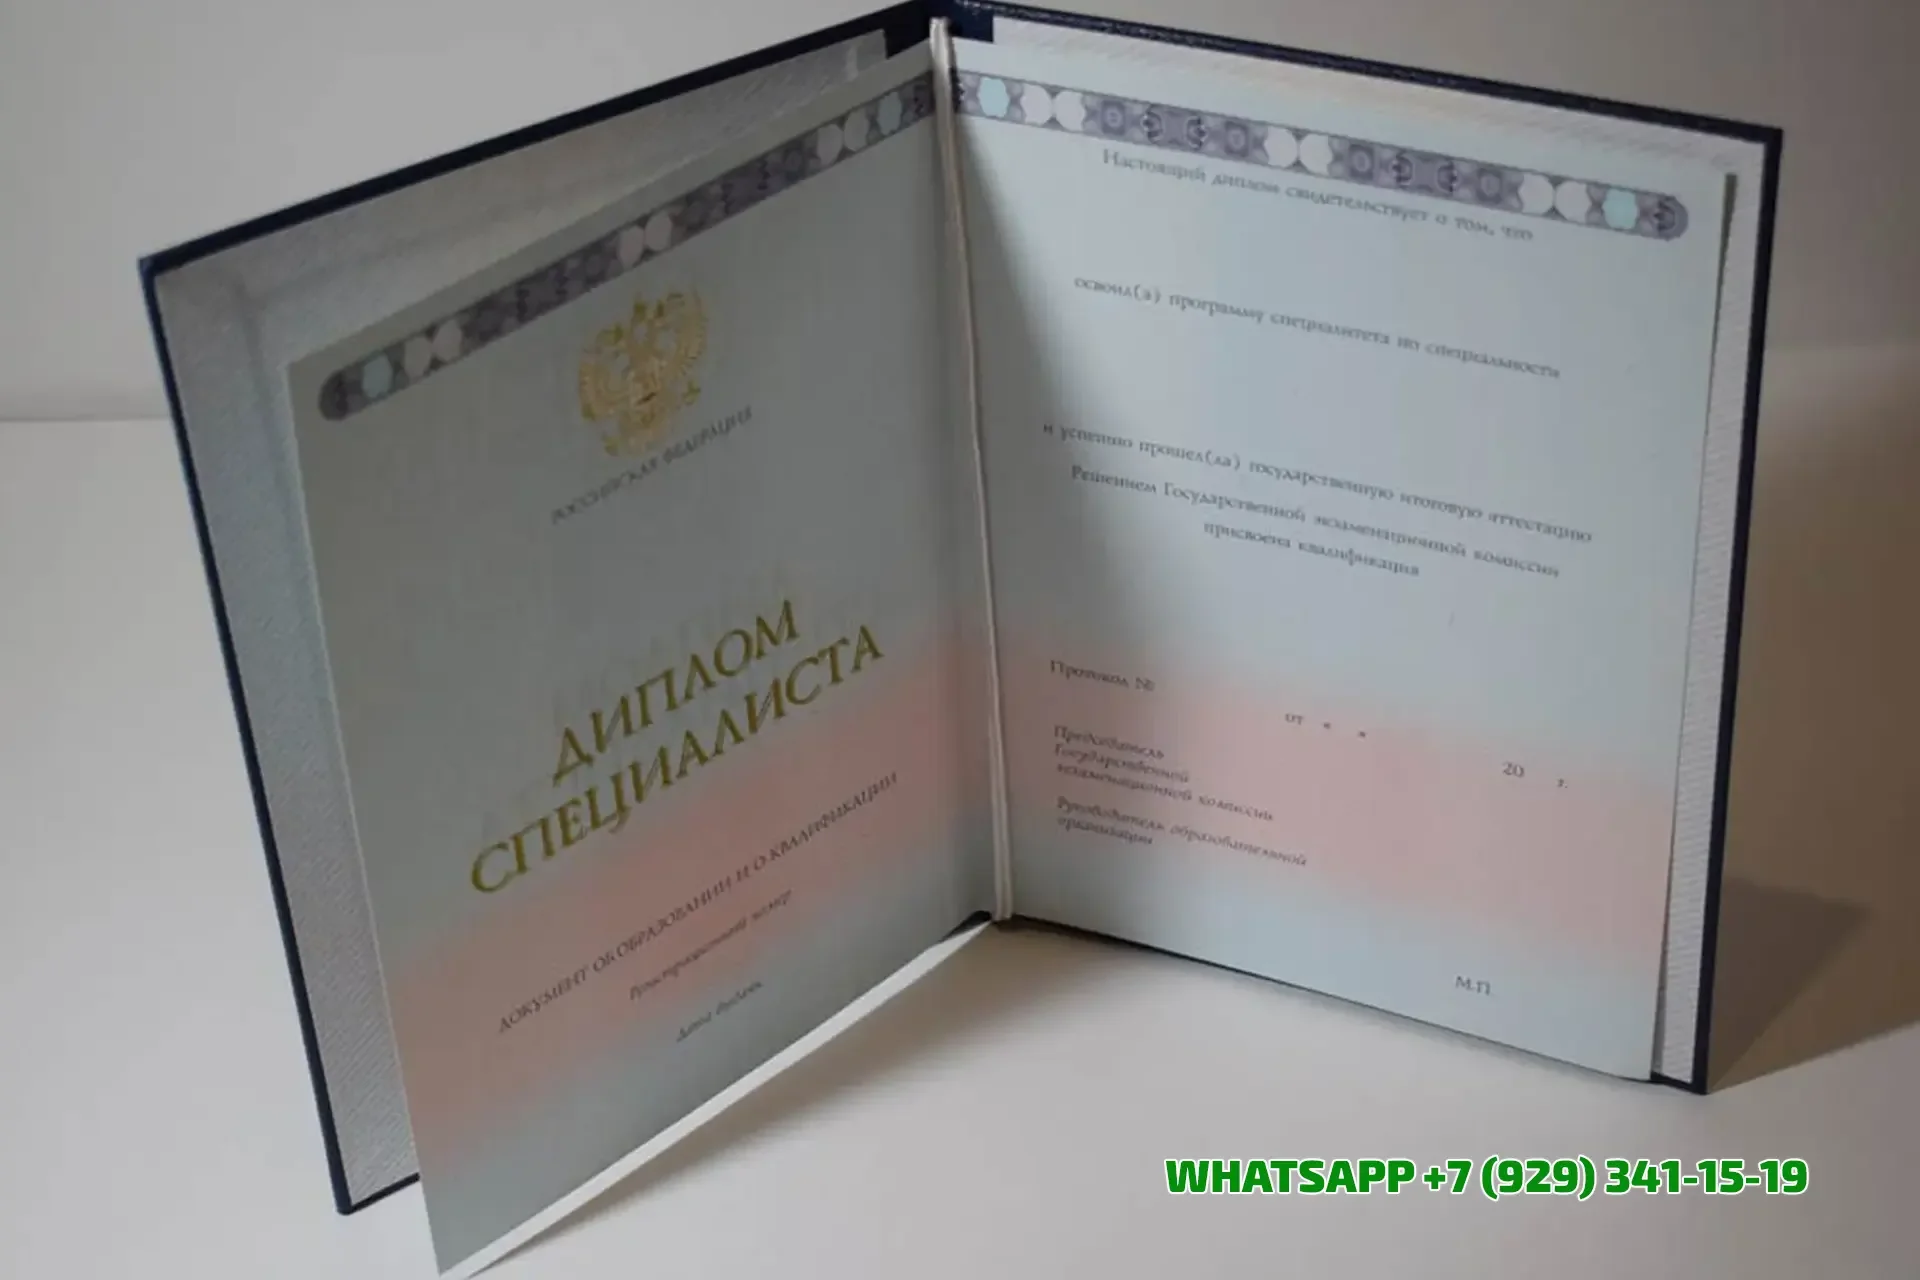 РОССИЙСКАЯ ФЕДЕРАЦИЯ
ДИПЛОМ
СПЕЦИАЛИСТА
ДОКУМЕНТ ОБ ОБРАЗОВАНИИ И О КВАЛИФИКАЦИИ
Регистрационный номер
Дата выдачи
Настоящий диплом свидетельствует о том, что
освоил(а) программу специалитета по специальности
и успешно прошел(ла) государственную итоговую аттестацию
Решением Государственной экзаменационной комиссии
присвоена квалификация
Протокол №
от « »
20 г.
Председатель
Государственной
экзаменационной комиссии
Руководитель образовательной
организации
М.П.
WHATSAPP +7 (929) 341-15-19